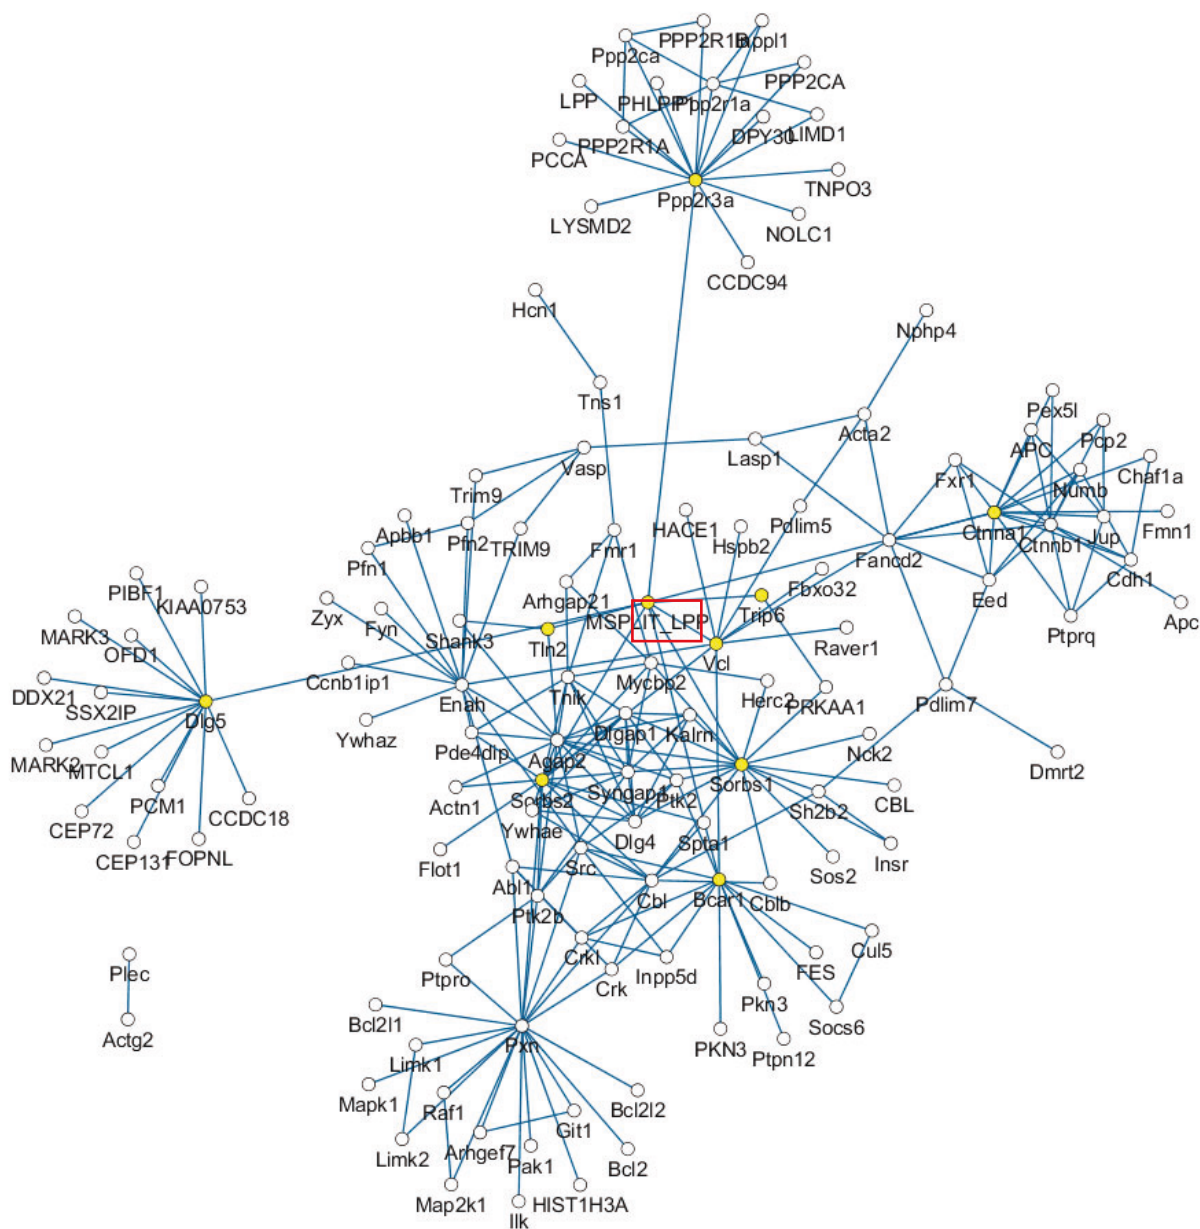 PPP2R1B
Inppl1
Ppp2ca
PPP2CA
LPP
PHLPP1
Ppp2r1a
DPY30
LIMD1
PPP2R1A
PCCA
TNPO3
Ppp2r3a
LYSMD2
NOLC1
CCDC94
Hcn1
Nphp4
Tns1
Pex5l
Acta2
Pcp2
APC
Lasp1
Vasp
Chaf1a
Fxr1
Numb
Trim9
HACE1
Pdlim5
Apbb1
Pfn2
TRIM9
Hspb2
Fmn1
Ctnna1
Ctnnb1
Jup
Pfn1
Fmr1
Fancd2
Cdh1
PIBF1
KIAA0753
Fbxo32
Arhgap21
Eed
Zyx
Fyn
Shank3
MSPLIT_LPP
Trip6
Apc
MARK3
Ptprq
OFD1
Tln2
Vcl
Raver1
DDX21
SSX2IP
Ccnb1ip1
Mycbp2
Dlg5
Enah
Tnik
Herc2
PRKAA1
Pdlim7
Ywhaz
Pde4dip
Dlgap1
Kalrn
Nck2
MARK2
MTCL1
Agap2
Dmrt2
PCM1
Actn1
Sorbs2
Syngap1
Ptk2
Sorbs1
CBL
CEP72
CCDC18
Ywhae
Sh2b2
CEP131
FOPNL
Dlg4
Spta1
Flot1
Src
Sos2
Insr
Abl1
Cbl
Bcar1
Cblb
Ptk2b
Plec
Ptpro
Crkl
Inpp5d
FES
Cul5
Crk
Pkn3
Actg2
Bcl2l1
Pxn
Socs6
Limk1
PKN3
Ptpn12
Mapk1
Raf1
Bcl2l2
Git1
Limk2
Arhgef7
Pak1
Bcl2
Map2k1
HIST1H3A
Ilk